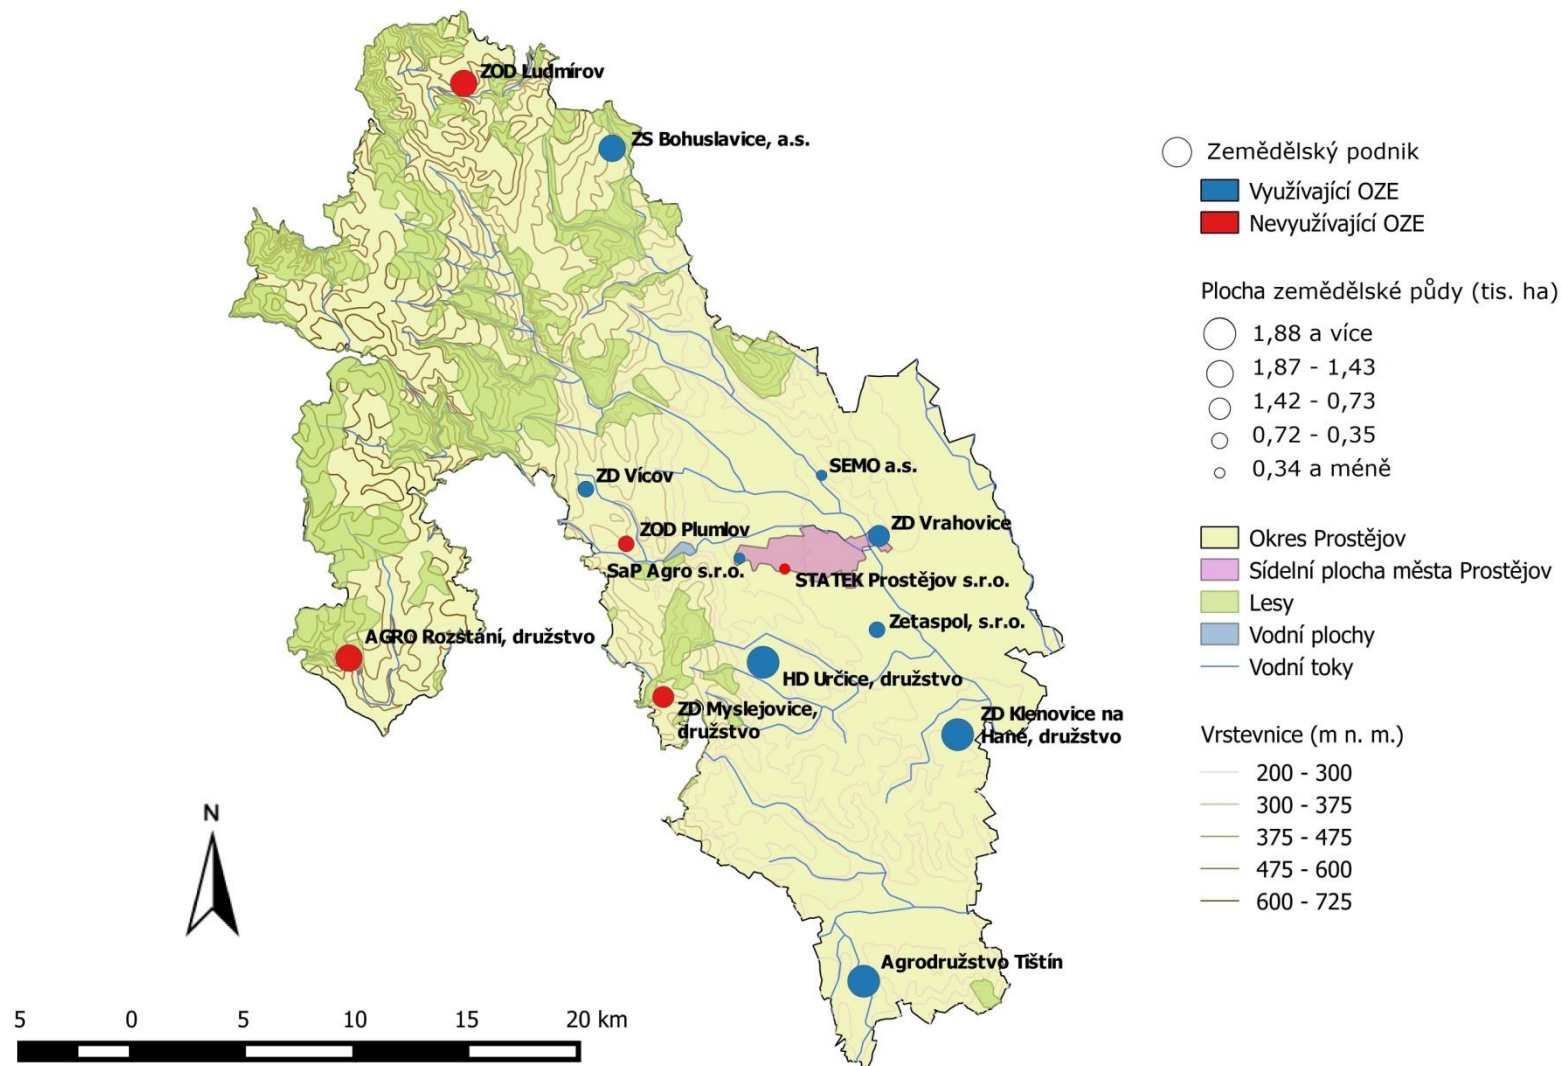 ZOD Ludmírov
ZS Bohuslavice, a.s.
SEMO a.s.
ZD Vícov
ZD Vrahovice
ZOD Plumlov
SaP Agro s.r.o.
STATEK Prostějov s.r.o.
Zetaspol, s.r.o.
AGRO Rozstání, družstvo
HD Určice, družstvo
ZD Myslejovice,
družstvo
ZD Klenovice na
Hané, družstvo
Agrodružstvo Tištín
N
5 0 5 10 15 20 km
Zemědělský podnik
Využívající OZE
Nevyužívající OZE
Plocha zemědělské půdy (tis. ha)
1,88 a více
1,87 - 1,43
1,42 - 0,73
0,72 - 0,35
0,34 a méně
Okres Prostějov
Sídelní plocha města Prostějov
Lesy
Vodní plochy
Vodní toky
Vrstevnice (m n. m.)
200 - 300
300 - 375
375 - 475
475 - 600
600 - 725